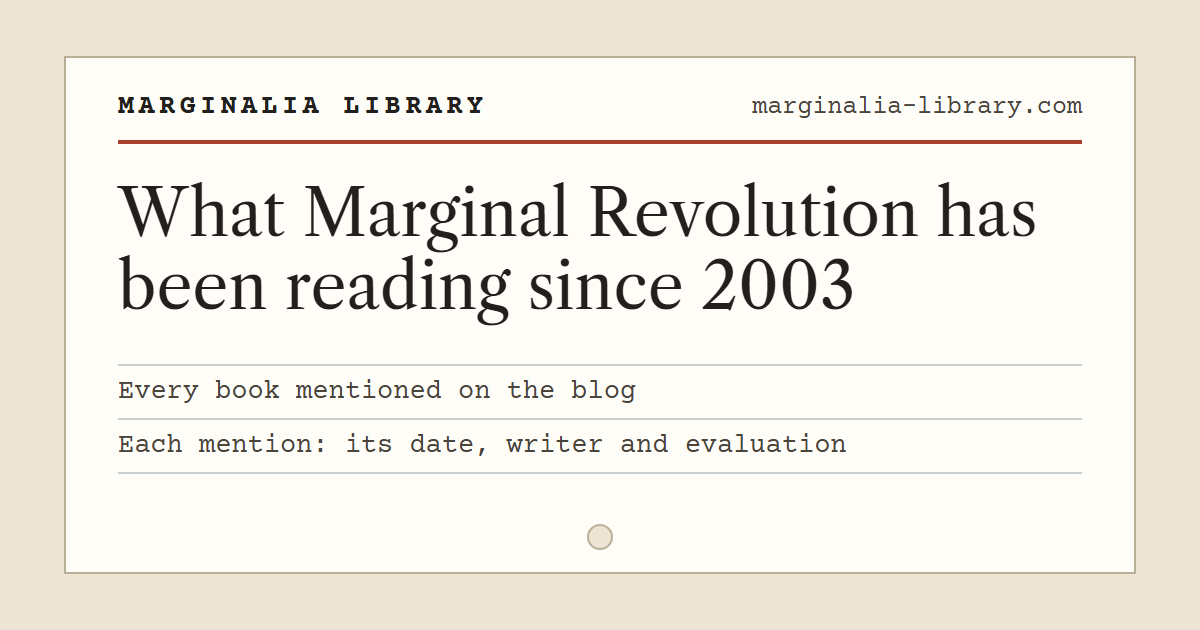 MARGINALIA LIBRARY
marginalia-library.com
What Marginal Revolution has
been reading since 2003
Every book mentioned on the blog
Each mention: its date, writer and evaluation